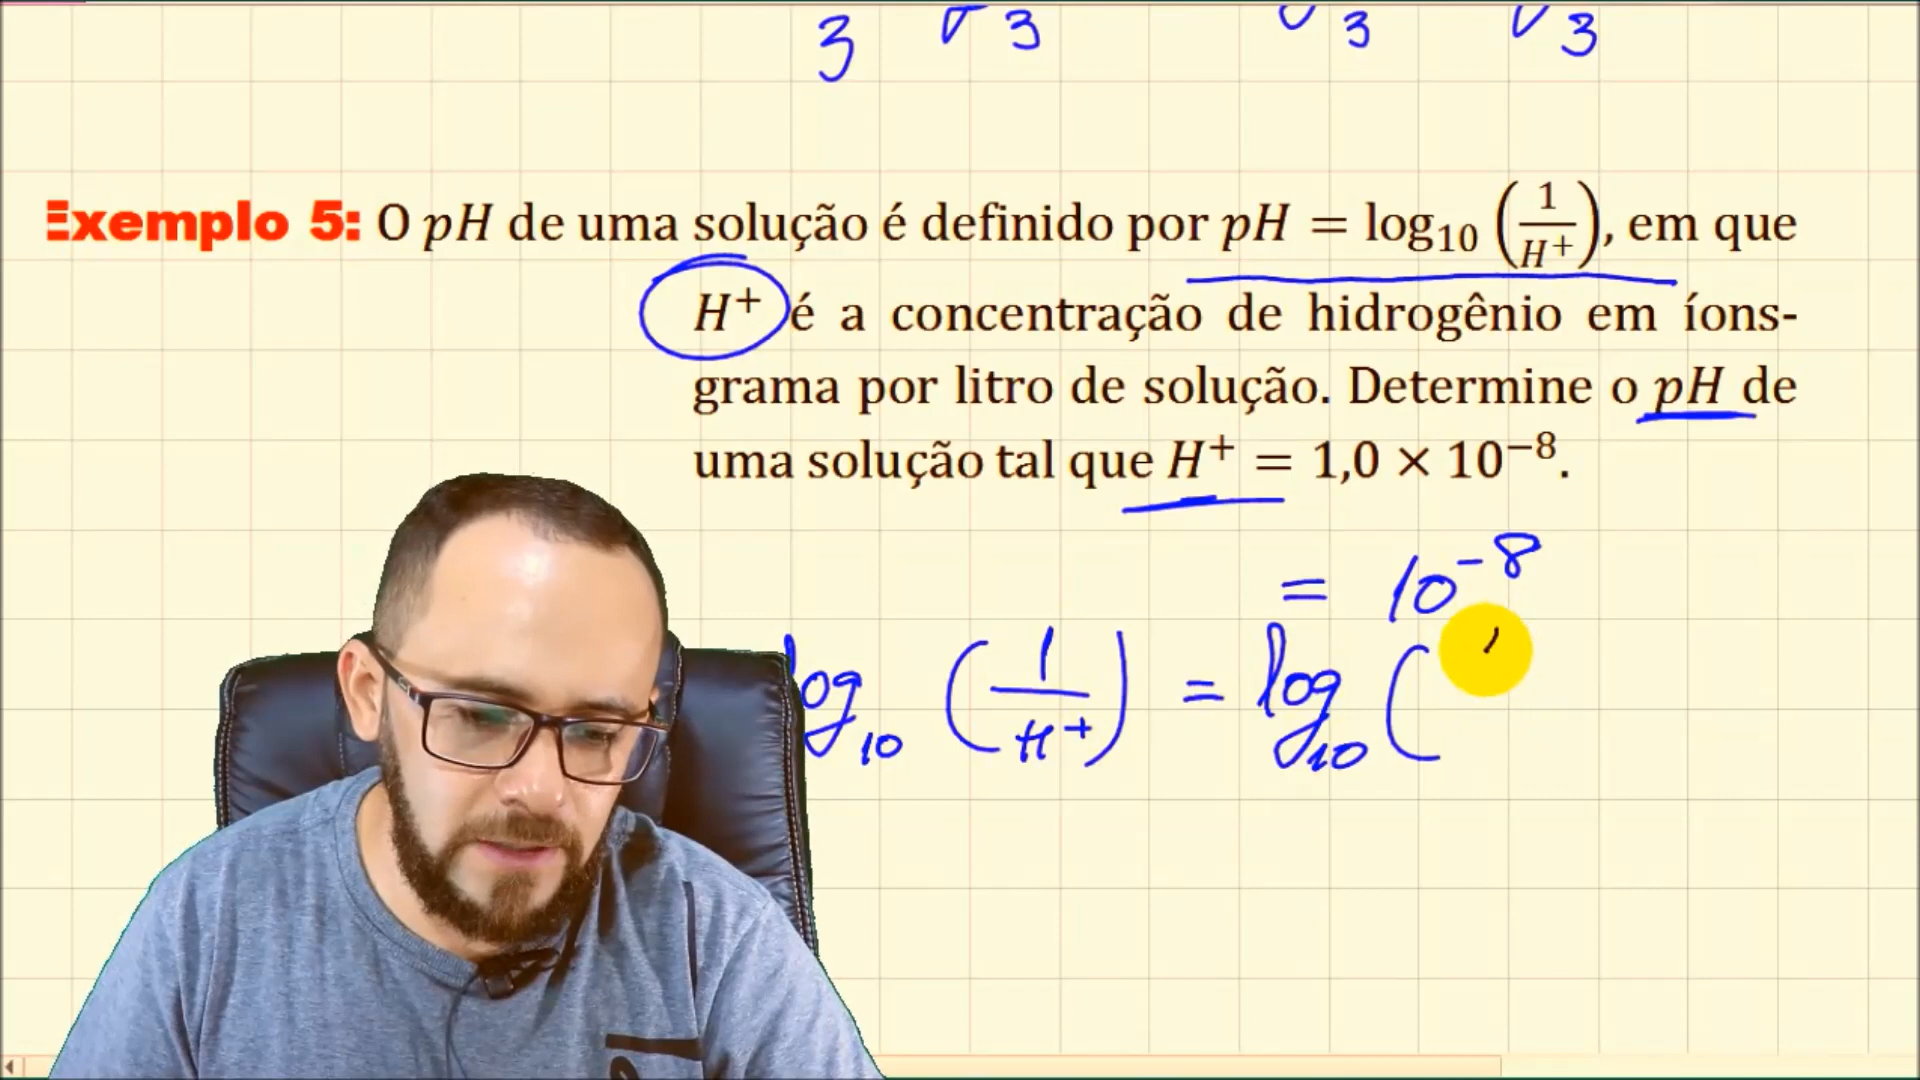 3 3 3 3
Exemplo 5: O pH de uma solução é definido por pH = log₁₀ (1/H⁺), em que
H⁺ é a concentração de hidrogênio em íons-
grama por litro de solução. Determine o pH de
uma solução tal que H⁺ = 1,0 × 10⁻⁸.
= 10⁻⁸
log₁₀ (1/H⁺) = log₁₀ (